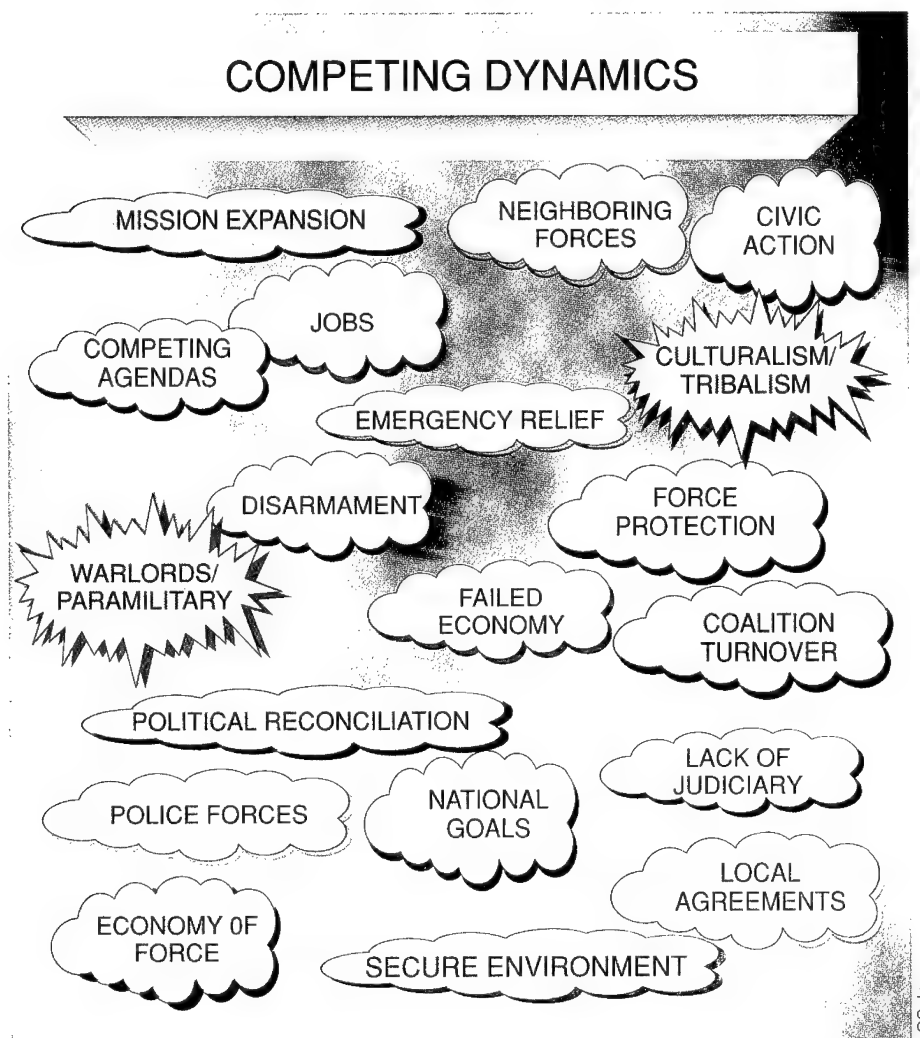 COMPETING DYNAMICS
MISSION EXPANSION
NEIGHBORING
FORCES
CIVIC
ACTION
JOBS
COMPETING
AGENDAS
CULTURALISM/
TRIBALISM
EMERGENCY RELIEF
DISARMAMENT
FORCE
PROTECTION
WARLORDS/
PARAMILITARY
FAILED
ECONOMY
COALITION
TURNOVER
POLITICAL RECONCILIATION
LACK OF
JUDICIARY
POLICE FORCES
NATIONAL
GOALS
LOCAL
AGREEMENTS
ECONOMY 0F
FORCE
SECURE ENVIRONMENT